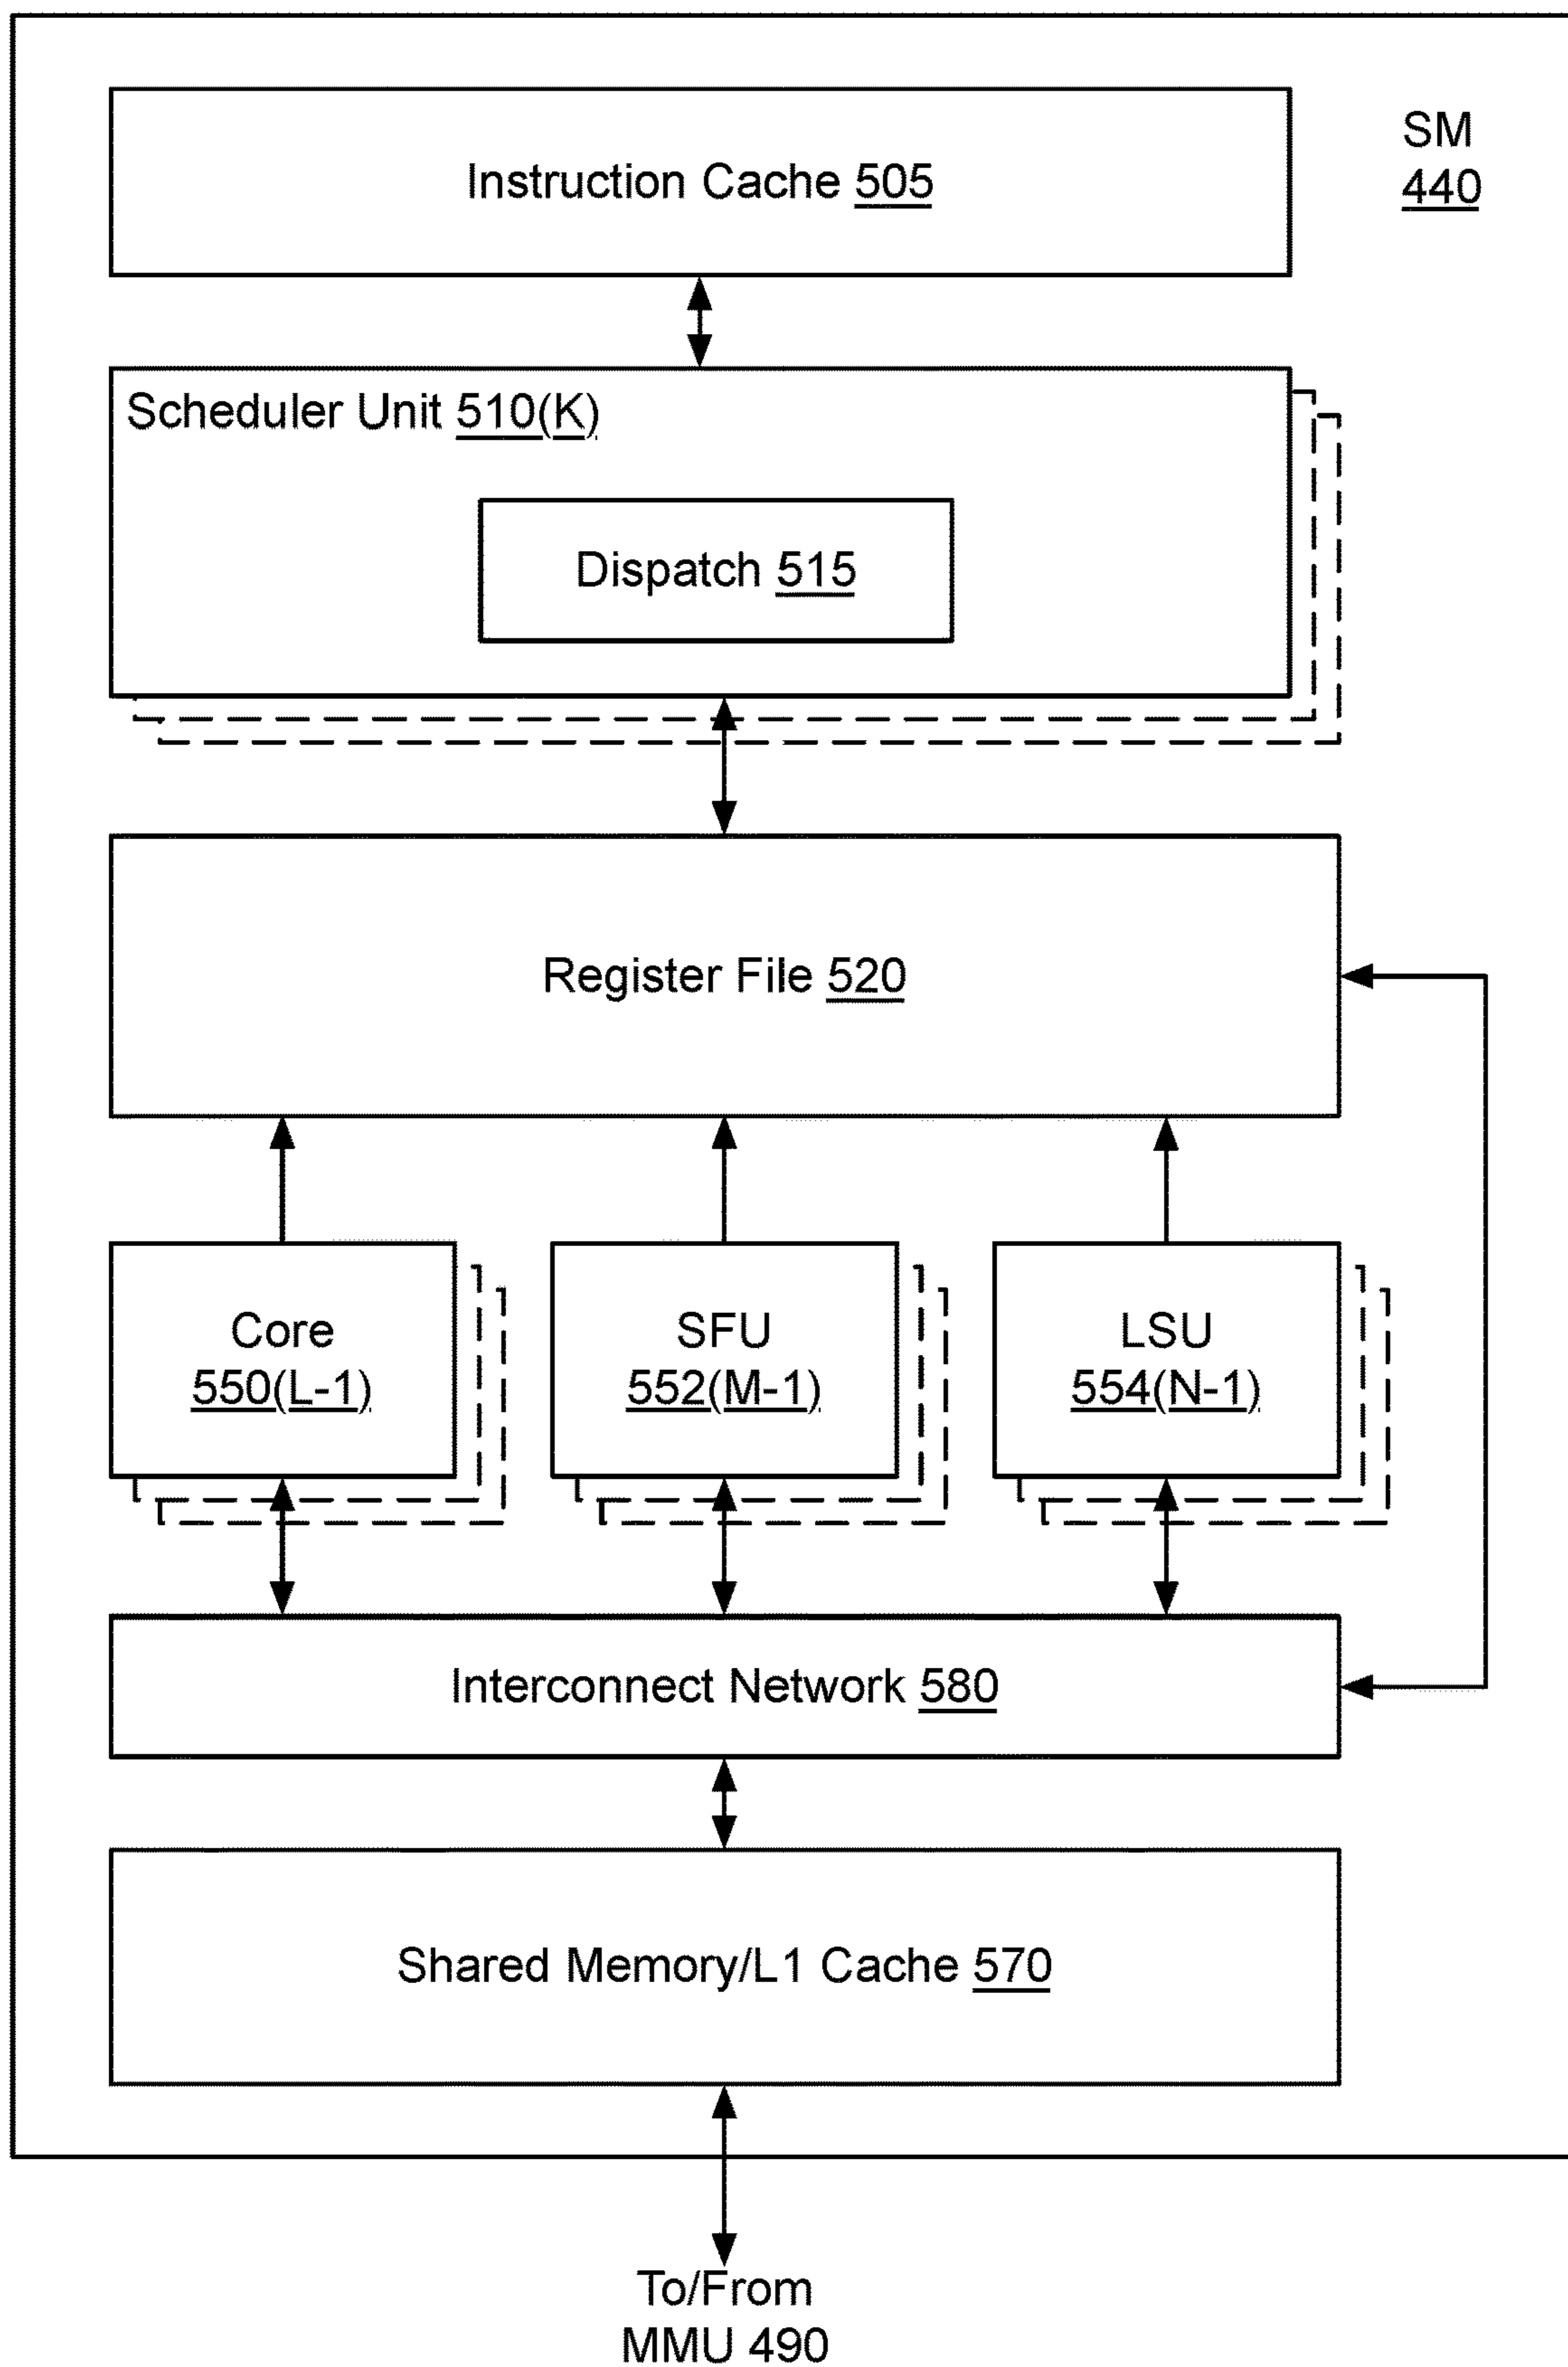 Instruction Cache 505
SM
440
Scheduler Unit 510(K)
Dispatch 515
Register File 520
Core
550(L-1)
SFU
552(M-1)
LSU
554(N-1)
Interconnect Network 580
Shared Memory/L1 Cache 570
To/From
MMU 490